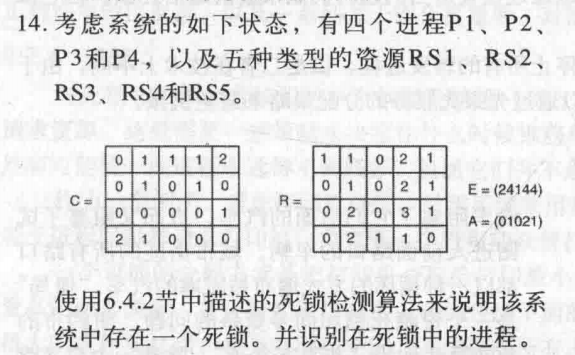 14. 考虑系统的如下状态，有四个进程P1、P2、
P3和P4，以及五种类型的资源RS1、RS2、
RS3、RS4和RS5。
C =
0 1 1 1 2
0 1 0 1 0
0 0 0 0 1
2 1 0 0 0
R =
1 1 0 2 1
0 1 0 2 1
0 2 0 3 1
0 2 1 1 0
E = (24144)
A = (01021)
使用6.4.2节中描述的死锁检测算法来说明该系
统中存在一个死锁。并识别在死锁中的进程。